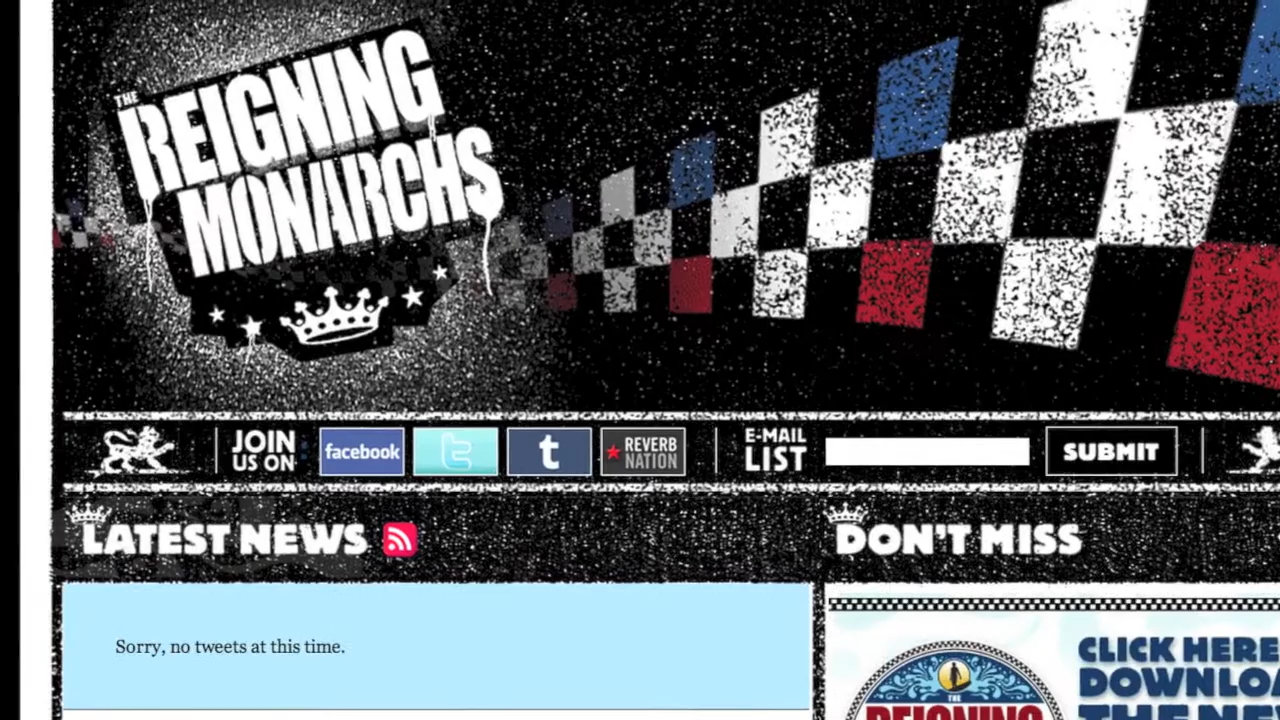 THE
REIGNING
MONARCHS
JOIN
US ON
facebook
t
t
REVERB
NATION
E-MAIL
LIST
SUBMIT
LATEST NEWS
DON'T MISS
Sorry, no tweets at this time.
CLICK HERE
THE
REIGNING